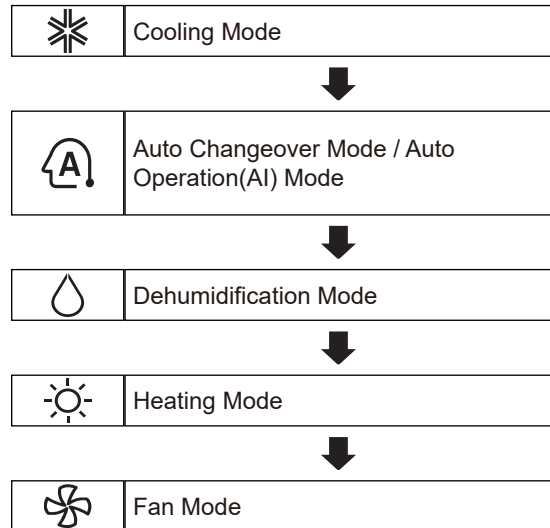 Cooling Mode
A
Auto Changeover Mode / Auto
Operation(AI) Mode
Dehumidification Mode
Heating Mode
Fan Mode